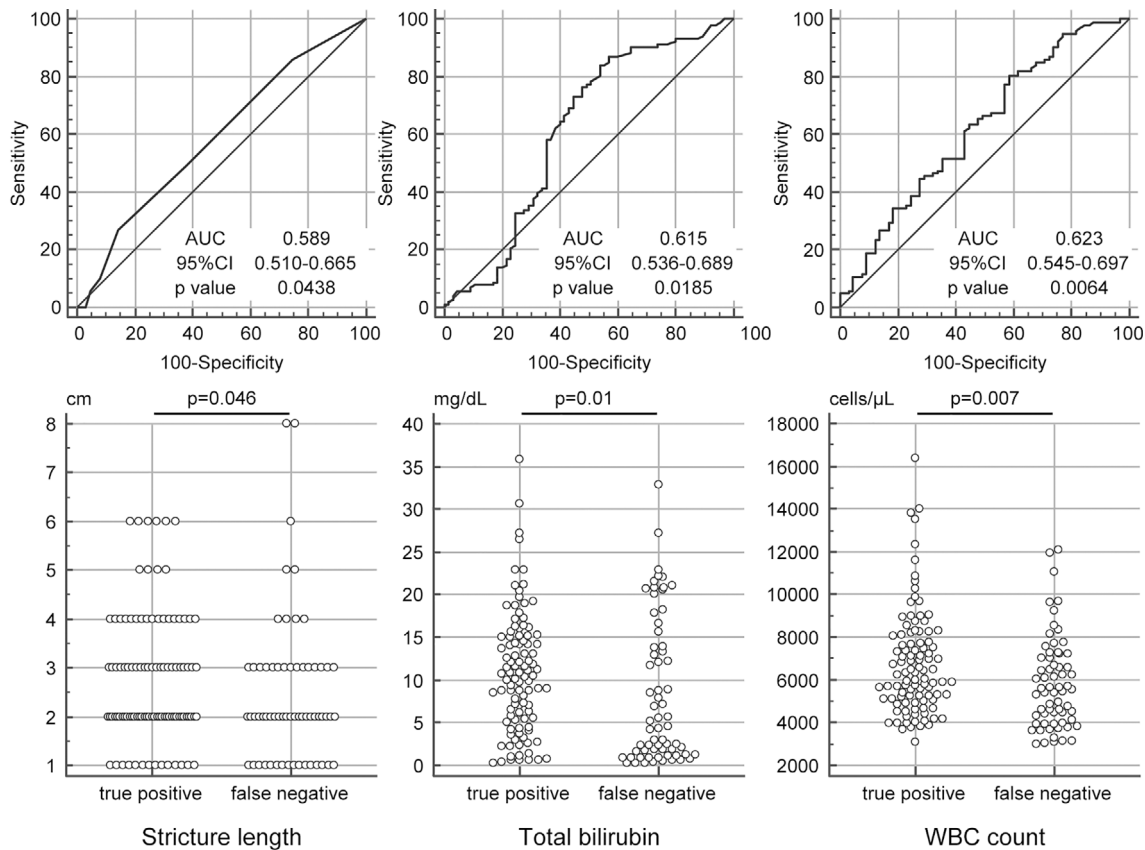 100
80
60
40
20
0
Sensitivity
AUC 0.589
95%CI 0.510-0.665
p value 0.0438
0 20 40 60 80 100
100-Specificity
100
80
60
40
20
0
Sensitivity
AUC 0.615
95%CI 0.536-0.689
p value 0.0185
0 20 40 60 80 100
100-Specificity
100
80
60
40
20
0
Sensitivity
AUC 0.623
95%CI 0.545-0.697
p value 0.0064
0 20 40 60 80 100
100-Specificity
cm
p=0.046
8
7
6
5
4
3
2
1
true positive false negative
Stricture length
mg/dL
p=0.01
40
35
30
25
20
15
10
5
0
true positive false negative
Total bilirubin
cells/µL
p=0.007
18000
16000
14000
12000
10000
8000
6000
4000
2000
true positive false negative
WBC count